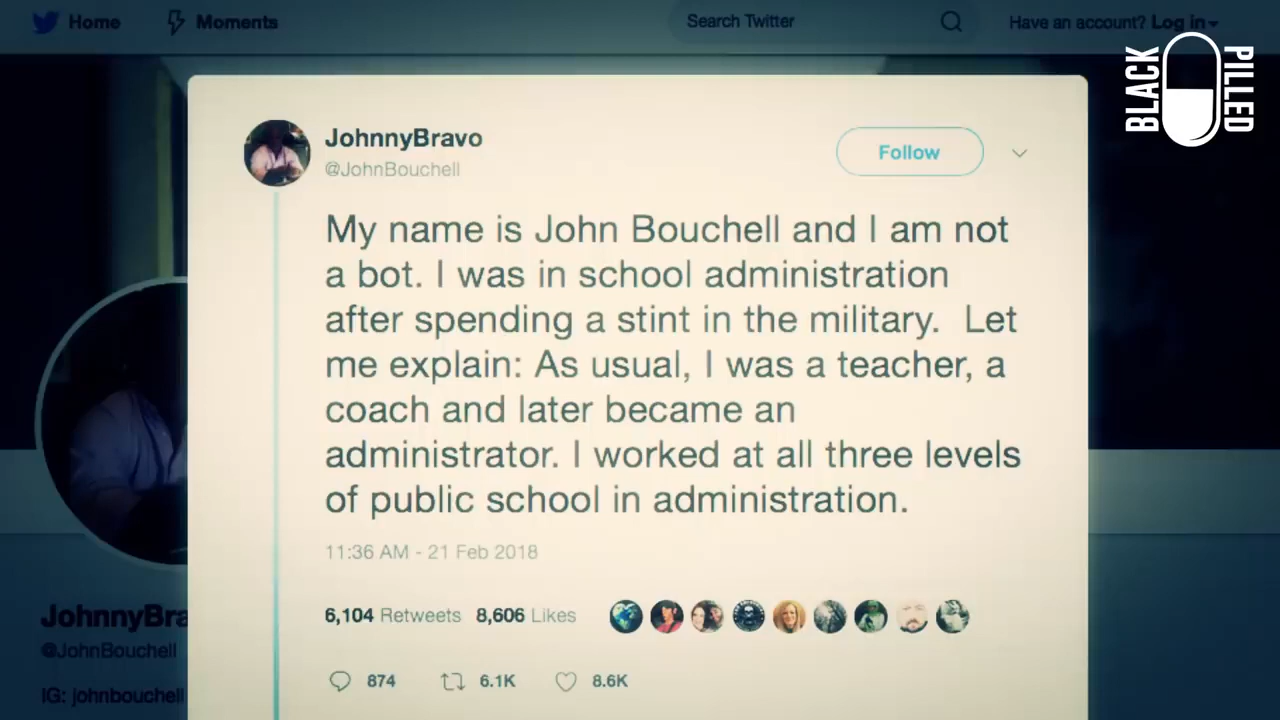 Home
Moments
Search Twitter
Have an account? Log in
BLACK
PILLED
JohnnyBravo
@JohnBouchell
Follow
My name is John Bouchell and I am not
a bot. I was in school administration
after spending a stint in the military.  Let
me explain: As usual, I was a teacher, a
coach and later became an
administrator. I worked at all three levels
of public school in administration.
11:36 AM - 21 Feb 2018
6,104 Retweets 8,606 Likes
874 6.1K 8.6K
JohnnyBra
@JohnBouchell
IG: johnbouchell